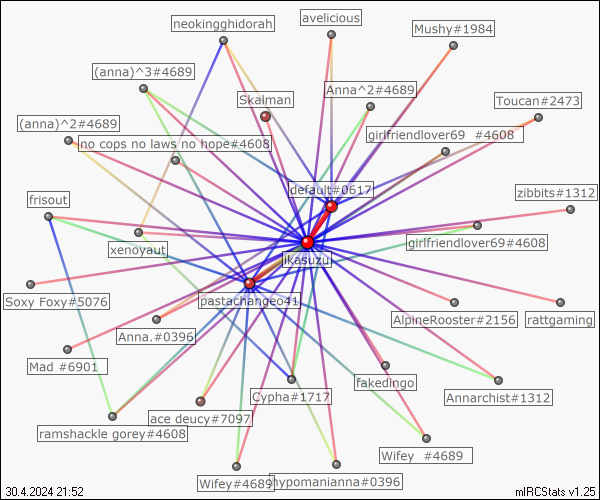 neokingghidorah
avelicious
Mushy#1984
(anna)^3#4689
Anna^2#4689
Skalman
Toucan#2473
(anna)^2#4689
girlfriendlover69 #4608
no cops no laws no hope#4608
default#0617
zibbits#1312
frisout
girlfriendlover69#4608
xenoyaut
ikasuzu
Soxy Foxy#5076
pastachangeo41
AlpineRooster#2156
rattgaming
Anna.#0396
Mad #6901
fakedingo
Cypha#1717
Annarchist#1312
ace deucy#7097
ramshackle gorey#4608
Wifey #4689
Wifey#4689
hypomanianna#0396
30.4.2024 21:52
mIRCStats v1.25